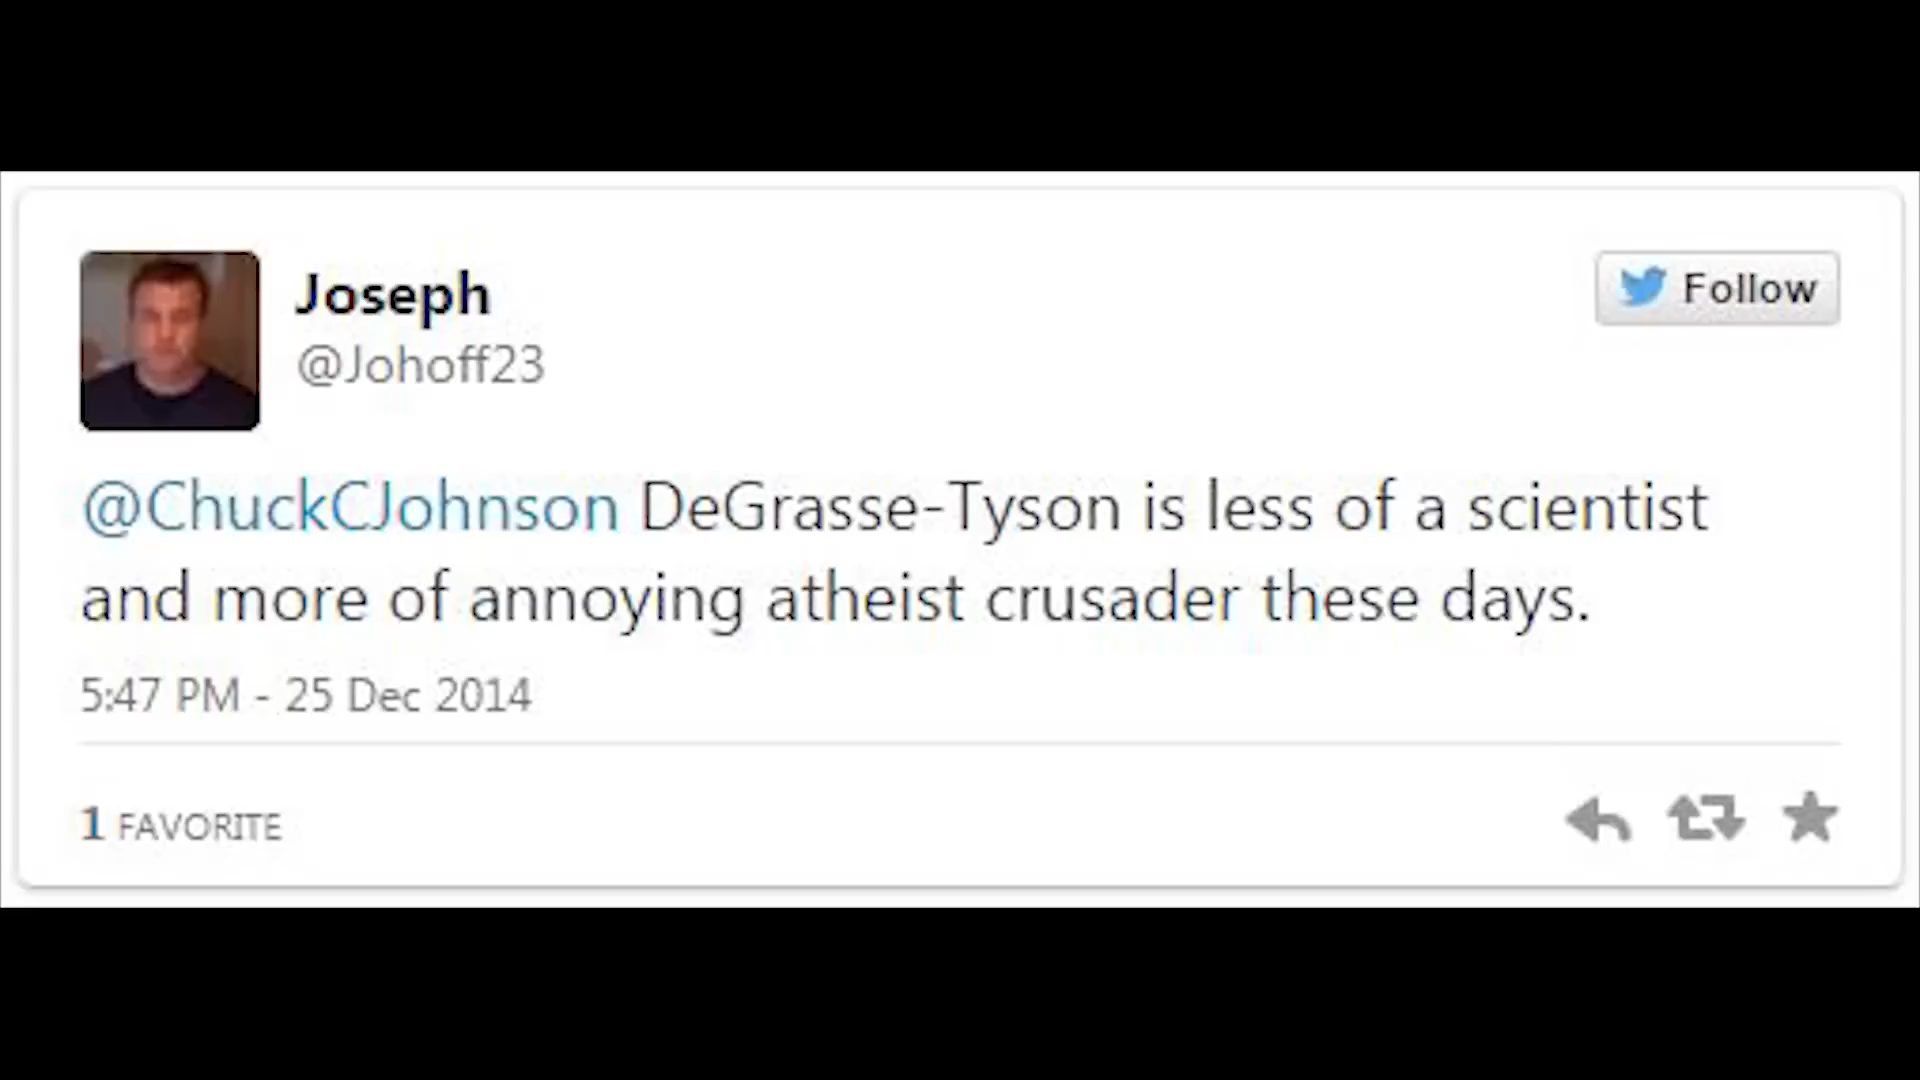 Joseph
@Johoff23
Follow
@ChuckCJohnson DeGrasse-Tyson is less of a scientist
and more of annoying atheist crusader these days.
5:47 PM - 25 Dec 2014
1 FAVORITE